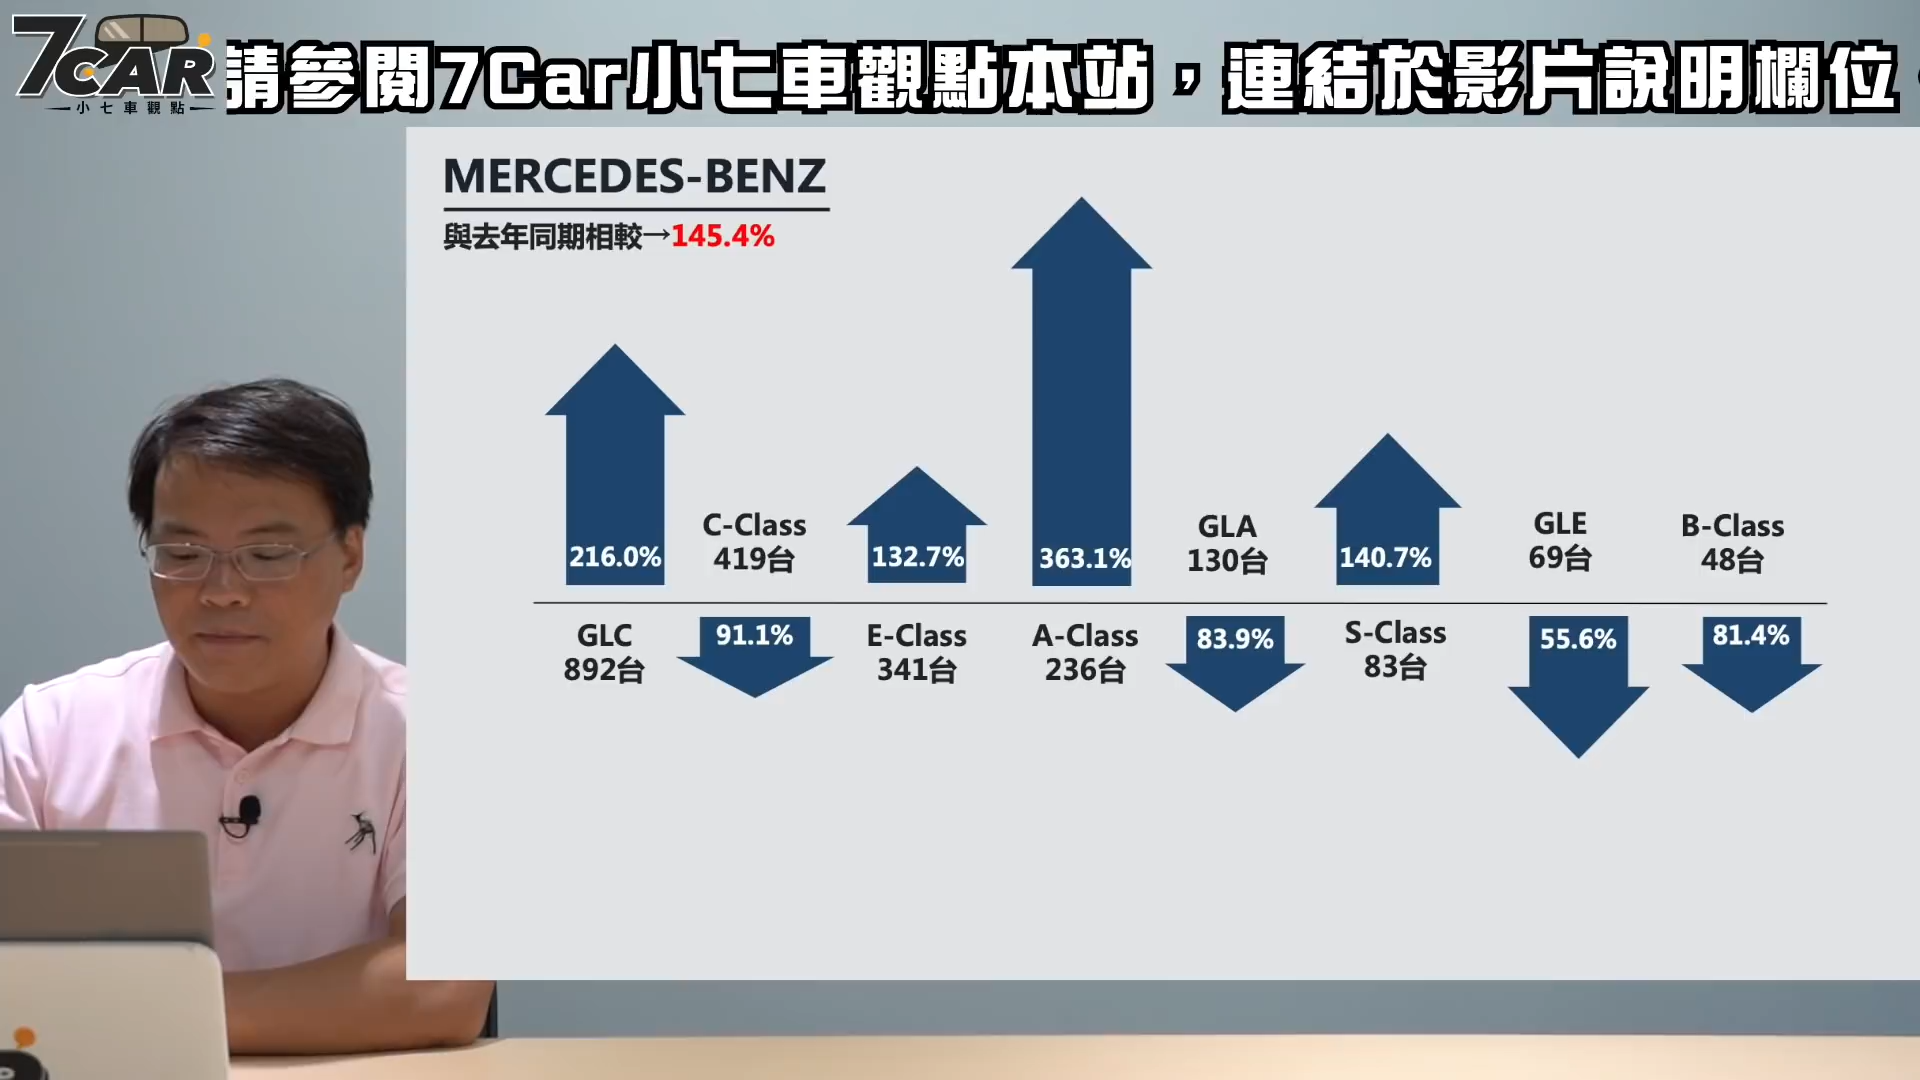 7CAR
小七車觀點
請參閱7Car小七車觀點本站，連結於影片說明欄位
MERCEDES-BENZ
與去年同期相較→145.4%
216.0%
C-Class
419台
132.7%
363.1%
GLA
130台
140.7%
GLE
69台
B-Class
48台
GLC
892台
91.1%
E-Class
341台
A-Class
236台
83.9%
S-Class
83台
55.6%
81.4%